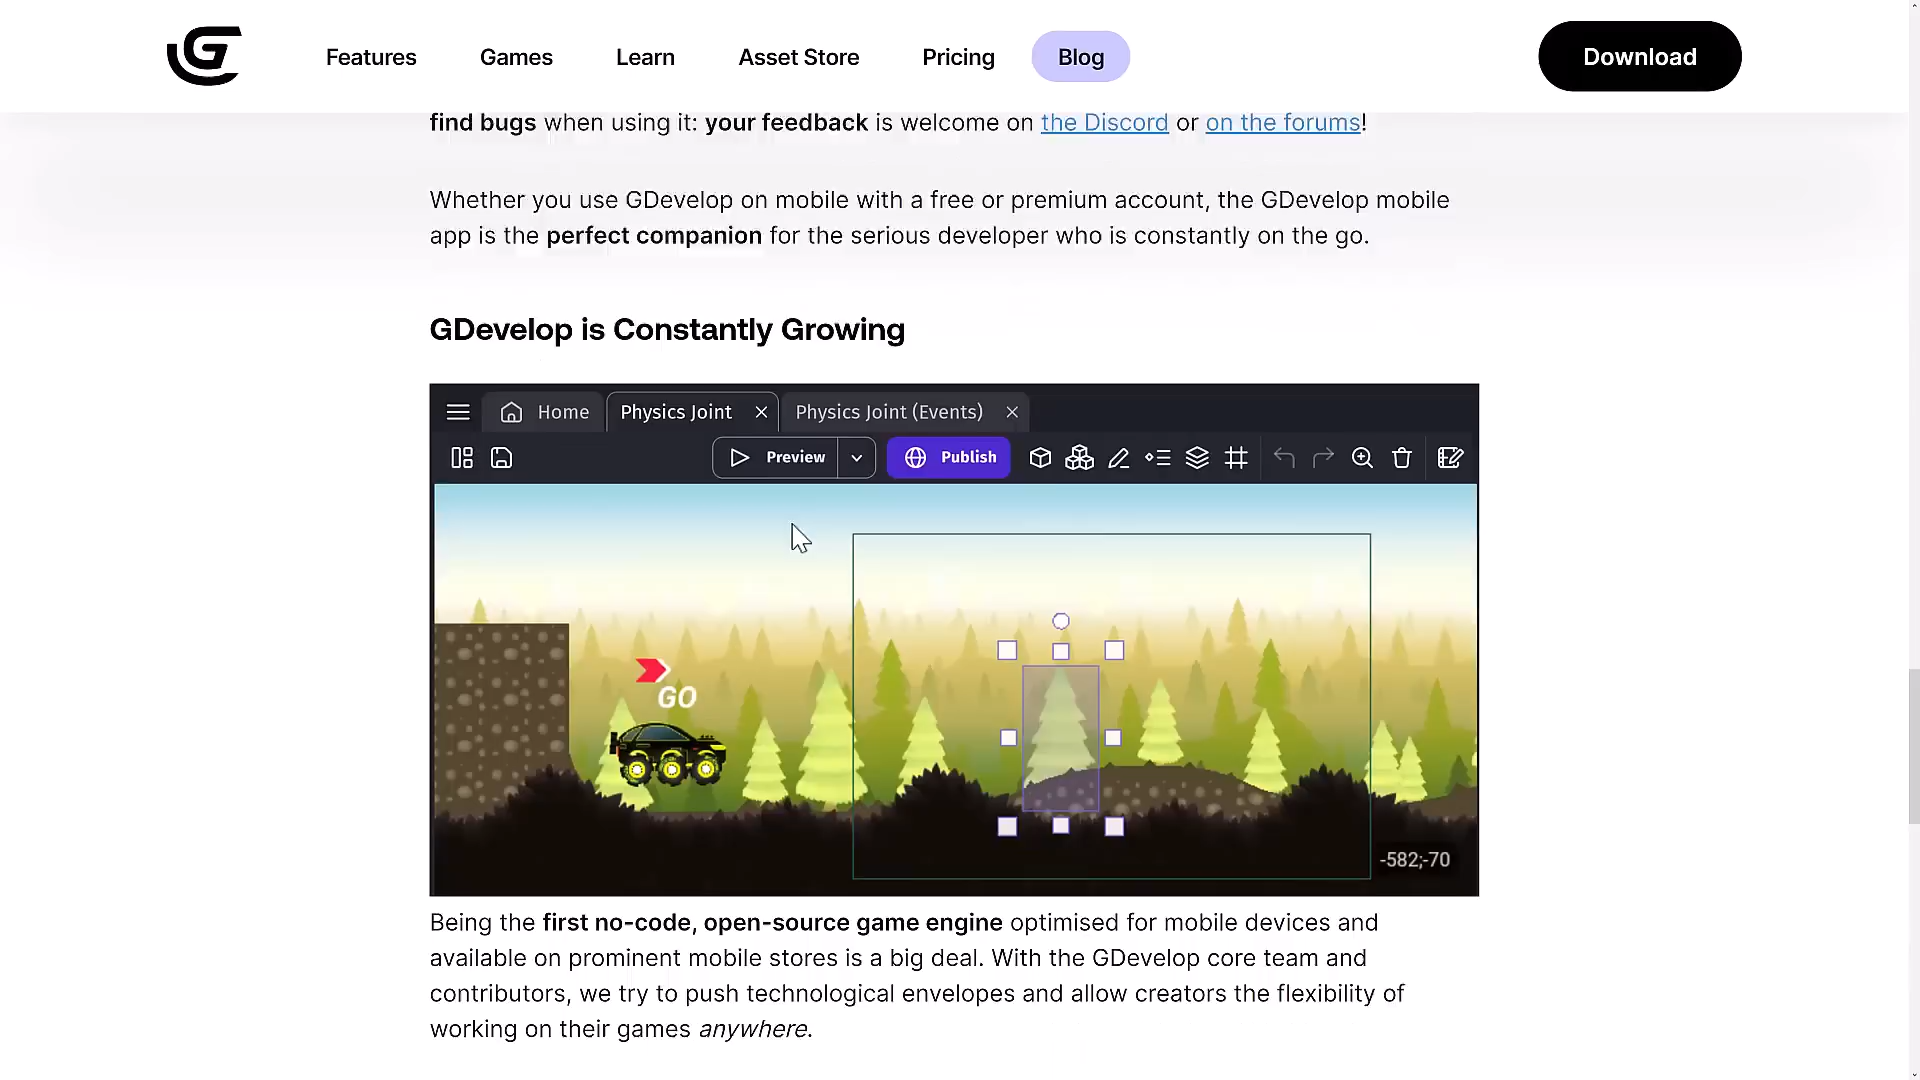 Features Games Learn Asset Store Pricing Blog Download
find bugs when using it: your feedback is welcome on the Discord or on the forums!
Whether you use GDevelop on mobile with a free or premium account, the GDevelop mobile
app is the perfect companion for the serious developer who is constantly on the go.
GDevelop is Constantly Growing
Home Physics Joint Physics Joint (Events)
Preview Publish
GO
-582;-70
Being the first no-code, open-source game engine optimised for mobile devices and
available on prominent mobile stores is a big deal. With the GDevelop core team and
contributors, we try to push technological envelopes and allow creators the flexibility of
working on their games anywhere.